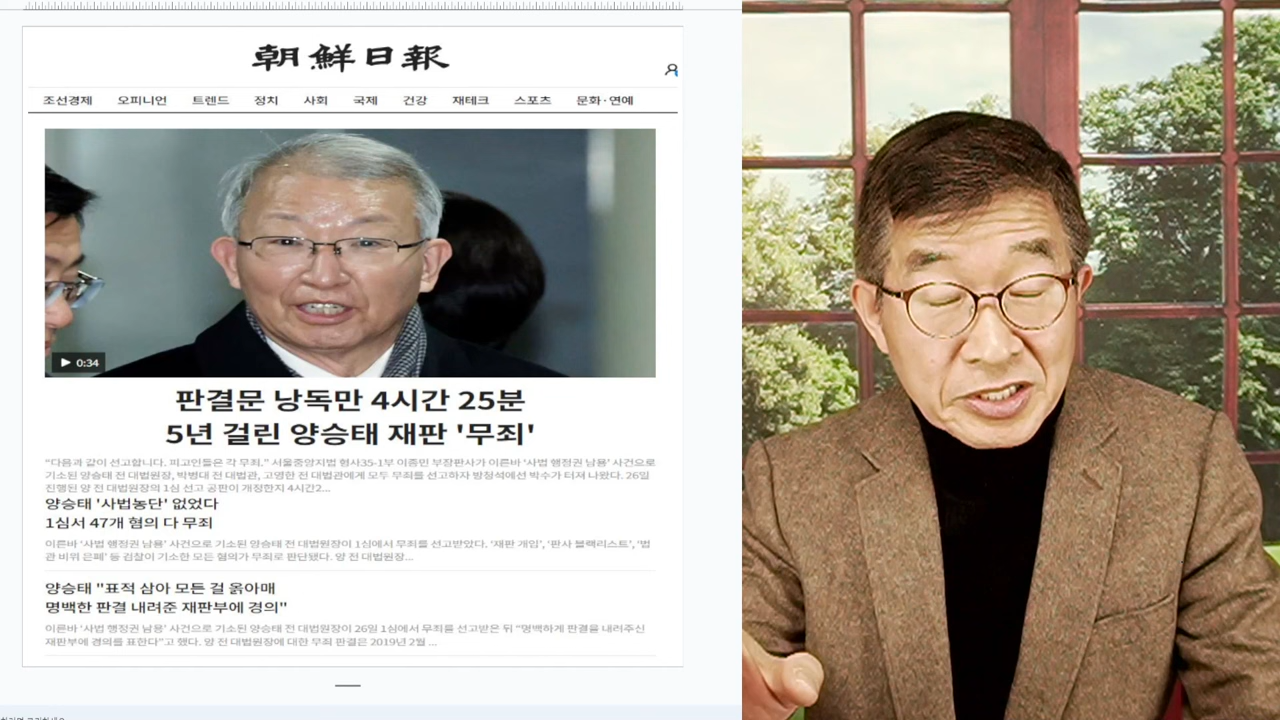 朝鮮日報
조선경제 오피니언 트렌드 정치 사회 국제 건강 재테크 스포츠 문화·연예
0:34
판결문 낭독만 4시간 25분
5년 걸린 양승태 재판 '무죄'
"다음과 같이 선고합니다. 피고인들은 각 무죄." 서울중앙지법 형사35-1부 이종민 부장판사가 이른바 '사법 행정권 남용' 사건으로
기소된 양승태 전 대법원장, 박병대 전 대법관, 고영한 전 대법관에게 모두 무죄를 선고하자 방청석에선 박수가 터져 나왔다. 26일
진행된 양 전 대법원장의 1심 선고 공판이 개정한지 4시간2...
양승태 '사법농단' 없었다
1심서 47개 혐의 다 무죄
이른바 '사법 행정권 남용' 사건으로 기소된 양승태 전 대법원장이 1심에서 무죄를 선고받았다. '재판 개입', '판사 블랙리스트', '법
관 비위 은폐' 등 검찰이 기소한 모든 혐의가 무죄로 판단됐다. 양 전 대법원장...
양승태 "표적 삼아 모든 걸 옭아매
명백한 판결 내려준 재판부에 경의"
이른바 '사법 행정권 남용' 사건으로 기소된 양승태 전 대법원장이 26일 1심에서 무죄를 선고받은 뒤 "명백하게 판결을 내려주신
재판부에 경의를 표한다"고 했다. 양 전 대법원장에 대한 무죄 판결은 2019년 2월 ...